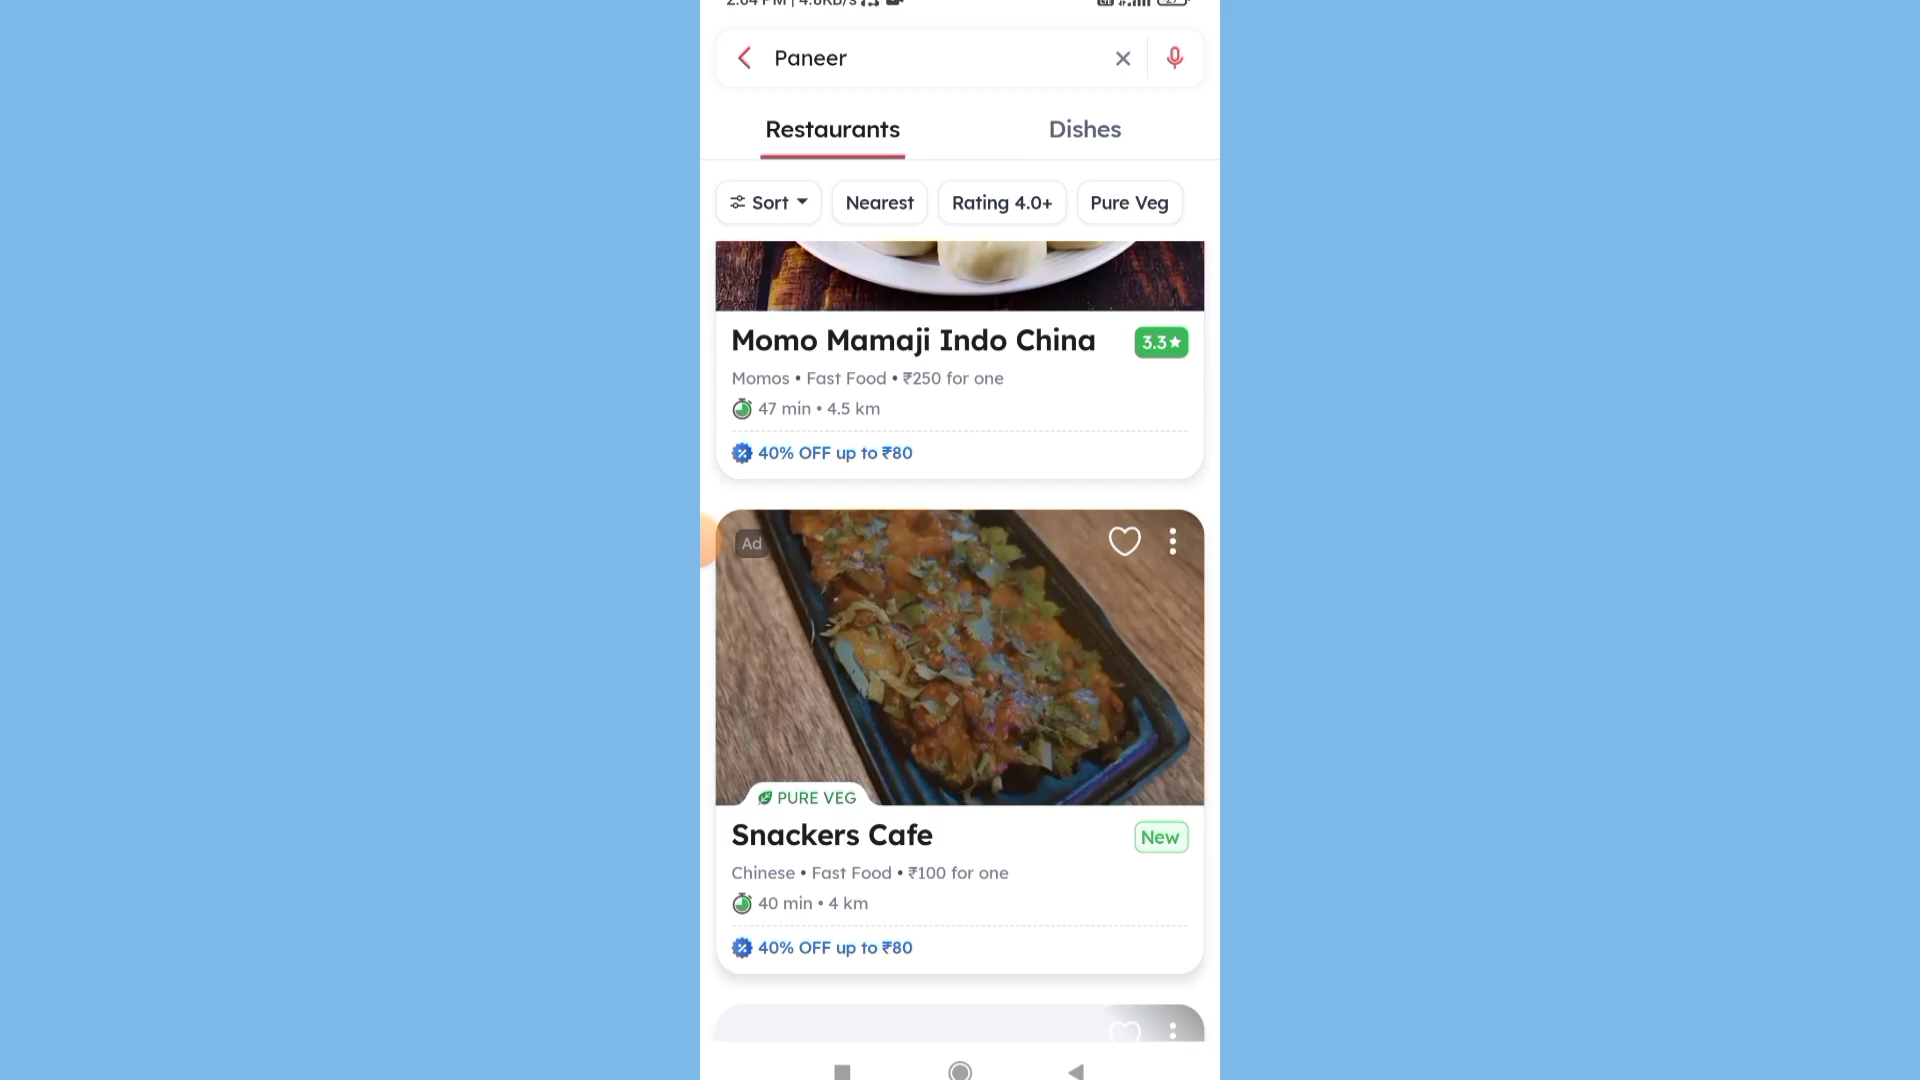 Paneer
Restaurants
Dishes
Sort
Nearest
Rating 4.0+
Pure Veg
Momo Mamaji Indo China
3.3★
Momos • Fast Food • ₹250 for one
47 min • 4.5 km
40% OFF up to ₹80
Ad
PURE VEG
Snackers Cafe
New
Chinese • Fast Food • ₹100 for one
40 min • 4 km
40% OFF up to ₹80